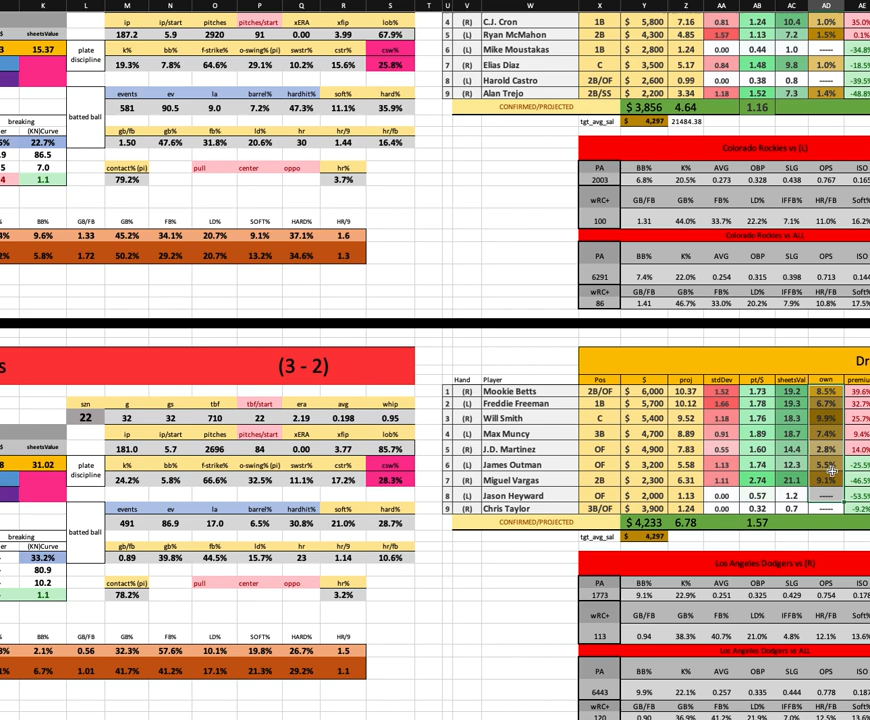 K L M N O P Q R S T U V W X Y Z AA AB AC AD AE
ip ip/start pitches pitches/start xERA xfip lob% 4 (R) C.J. Cron 1B $ 5,800 7.16 0.81 1.24 10.4 1.0% 35.0%
$ sheetsValue 187.2 5.9 2920 91 0.00 3.99 67.9% 5 (L) Ryan McMahon 2B $ 4,300 4.85 1.57 1.13 7.2 1.5% 0.1%
15.37 plate discipline k% bb% f-strike% o-swing% (pi) swstr% cstr% csw% 6 (L) Mike Moustakas 1B $ 2,800 1.24 0.00 0.44 1.0 ----- -34.8%
19.3% 7.8% 64.6% 29.1% 10.2% 15.6% 25.8% 7 (R) Elias Diaz C $ 3,500 5.17 0.84 1.48 9.8 1.0% -18.5%
8 (L) Harold Castro 2B/OF $ 2,600 0.99 0.00 0.38 0.8 ----- -39.5%
events ev la barrel% hardhit% soft% hard% 9 (R) Alan Trejo 2B/SS $ 2,200 3.34 1.18 1.52 7.3 1.4% -48.8%
581 90.5 9.0 7.2% 47.3% 11.1% 35.9% CONFIRMED/PROJECTED $ 3,856 4.64 1.16
breaking batted ball tgt_avg_sal $ 4,297 21484.38
(KN)Curve gb/fb gb% fb% ld% hr hr/9 hr/fb
22.7% 1.50 47.6% 31.8% 20.6% 30 1.44 16.4% Colorado Rockies vs (L)
86.5
7.0 contact% (pi) pull center oppo hr% PA BB% K% AVG OBP SLG OPS ISO
1.1 79.2% 3.7% 2003 6.8% 20.5% 0.273 0.328 0.438 0.767
wRC+ GB/FB GB% FB% LD% IFFB% HR/FB Soft%
BB% GB/FB GB% FB% LD% SOFT% HARD% HR/9 100 1.31 44.0% 33.7% 22.2% 7.1% 11.0% 16.2%
9.6% 1.33 45.2% 34.1% 20.7% 9.1% 37.1% 1.6 Colorado Rockies vs ALL
5.8% 1.72 50.2% 29.2% 20.7% 13.2% 34.6% 1.3 PA BB% K% AVG OBP SLG OPS ISO
6291 7.4% 22.0% 0.254 0.315 0.398 0.713
wRC+ GB/FB GB% FB% LD% IFFB% HR/FB Soft%
86 1.41 46.7% 33.0% 20.2% 7.9% 10.8% 17.5%
s (3 - 2) Dr
Hand Player Pos $ proj stdDev pt/$ sheetsVal own
1 (R) Mookie Betts 2B/OF $ 6,000 10.37 1.52 1.73 19.2 8.5% 39.6%
szn g gs tbf tbf/start era avg whip 2 (L) Freddie Freeman 1B $ 5,700 10.12 1.66 1.78 19.3 6.7% 32.7%
22 32 32 710 22 2.19 0.198 0.95 3 (R) Will Smith C $ 5,400 9.52 1.18 1.76 18.3 9.9% 25.7%
ip ip/start pitches pitches/start xERA xfip lob% 4 (L) Max Muncy 3B $ 4,700 8.89 0.91 1.89 18.7 7.4% 9.4%
$ sheetsValue 181.0 5.7 2696 84 0.00 3.77 85.7% 5 (R) J.D. Martinez OF $ 4,900 7.83 0.55 1.60 14.4 2.8% 14.0%
31.02 plate discipline k% bb% f-strike% o-swing% (pi) swstr% cstr% csw% 6 (L) James Outman OF $ 3,200 5.58 1.13 1.74 12.3 5.5% -25.5%
24.2% 5.8% 66.6% 32.5% 11.1% 17.2% 28.3% 7 (R) Miguel Vargas 2B $ 2,300 6.31 1.11 2.74 21.1 9.1% -46.5%
8 (L) Jason Heyward OF $ 2,000 1.13 0.00 0.57 1.2 ----- -53.5%
events ev la barrel% hardhit% soft% hard% 9 (R) Chris Taylor 3B/OF $ 3,900 1.24 0.00 0.32 0.7 ----- -9.2%
491 86.9 17.0 6.5% 30.8% 21.0% 28.7% CONFIRMED/PROJECTED $ 4,233 6.78 1.57
breaking batted ball tgt_avg_sal $ 4,297
(KN)Curve gb/fb gb% fb% ld% hr hr/9 hr/fb
33.2% 0.89 39.8% 44.5% 15.7% 23 1.14 10.6% Los Angeles Dodgers vs (R)
80.9
10.2 contact% (pi) pull center oppo hr% PA BB% K% AVG OBP SLG OPS ISO
1.1 78.2% 3.2% 1773 9.1% 22.9% 0.251 0.325 0.429 0.754
wRC+ GB/FB GB% FB% LD% IFFB% HR/FB Soft%
BB% GB/FB GB% FB% LD% SOFT% HARD% HR/9 113 0.94 38.3% 40.7% 21.0% 4.8% 12.1% 13.6%
2.1% 0.56 32.3% 57.6% 10.1% 19.8% 26.7% 1.5 Los Angeles Dodgers vs ALL
6.7% 1.01 41.7% 41.2% 17.1% 21.3% 29.2% 1.1 PA BB% K% AVG OBP SLG OPS ISO
6443 9.9% 22.1% 0.257 0.335 0.444 0.778
wRC+ GB/FB GB% FB% LD% IFFB% HR/FB Soft%
120 0.90 36.9% 41.2% 21.9% 7.0% 12.5%